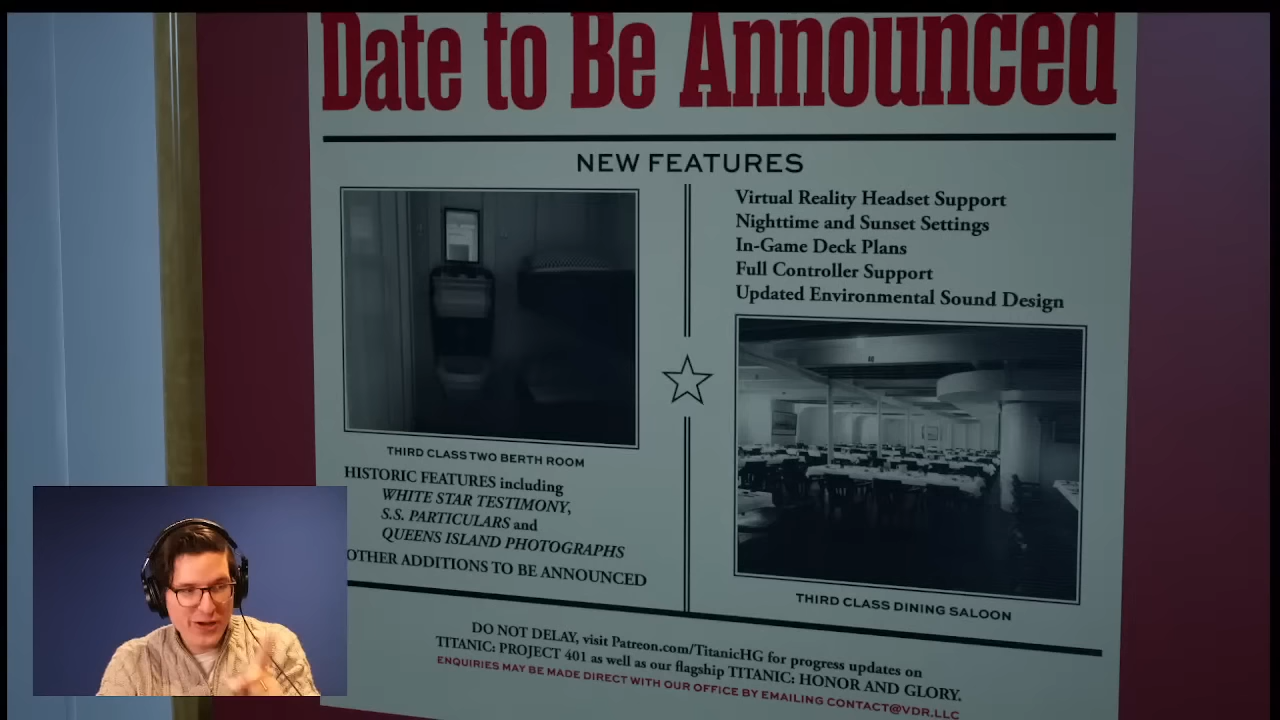 Date to Be Announced
NEW FEATURES
Virtual Reality Headset Support
Nighttime and Sunset Settings
In-Game Deck Plans
Full Controller Support
Updated Environmental Sound Design
THIRD CLASS TWO BERTH ROOM
HISTORIC FEATURES including
WHITE STAR TESTIMONY,
S.S. PARTICULARS and
QUEENS ISLAND PHOTOGRAPHS
OTHER ADDITIONS TO BE ANNOUNCED
THIRD CLASS DINING SALOON
DO NOT DELAY, visit Patreon.com/TitanicHG for progress updates on
TITANIC: PROJECT 401 as well as our flagship TITANIC: HONOR AND GLORY.
ENQUIRIES MAY BE MADE DIRECT WITH OUR OFFICE BY EMAILING CONTACT@VDR.LLC